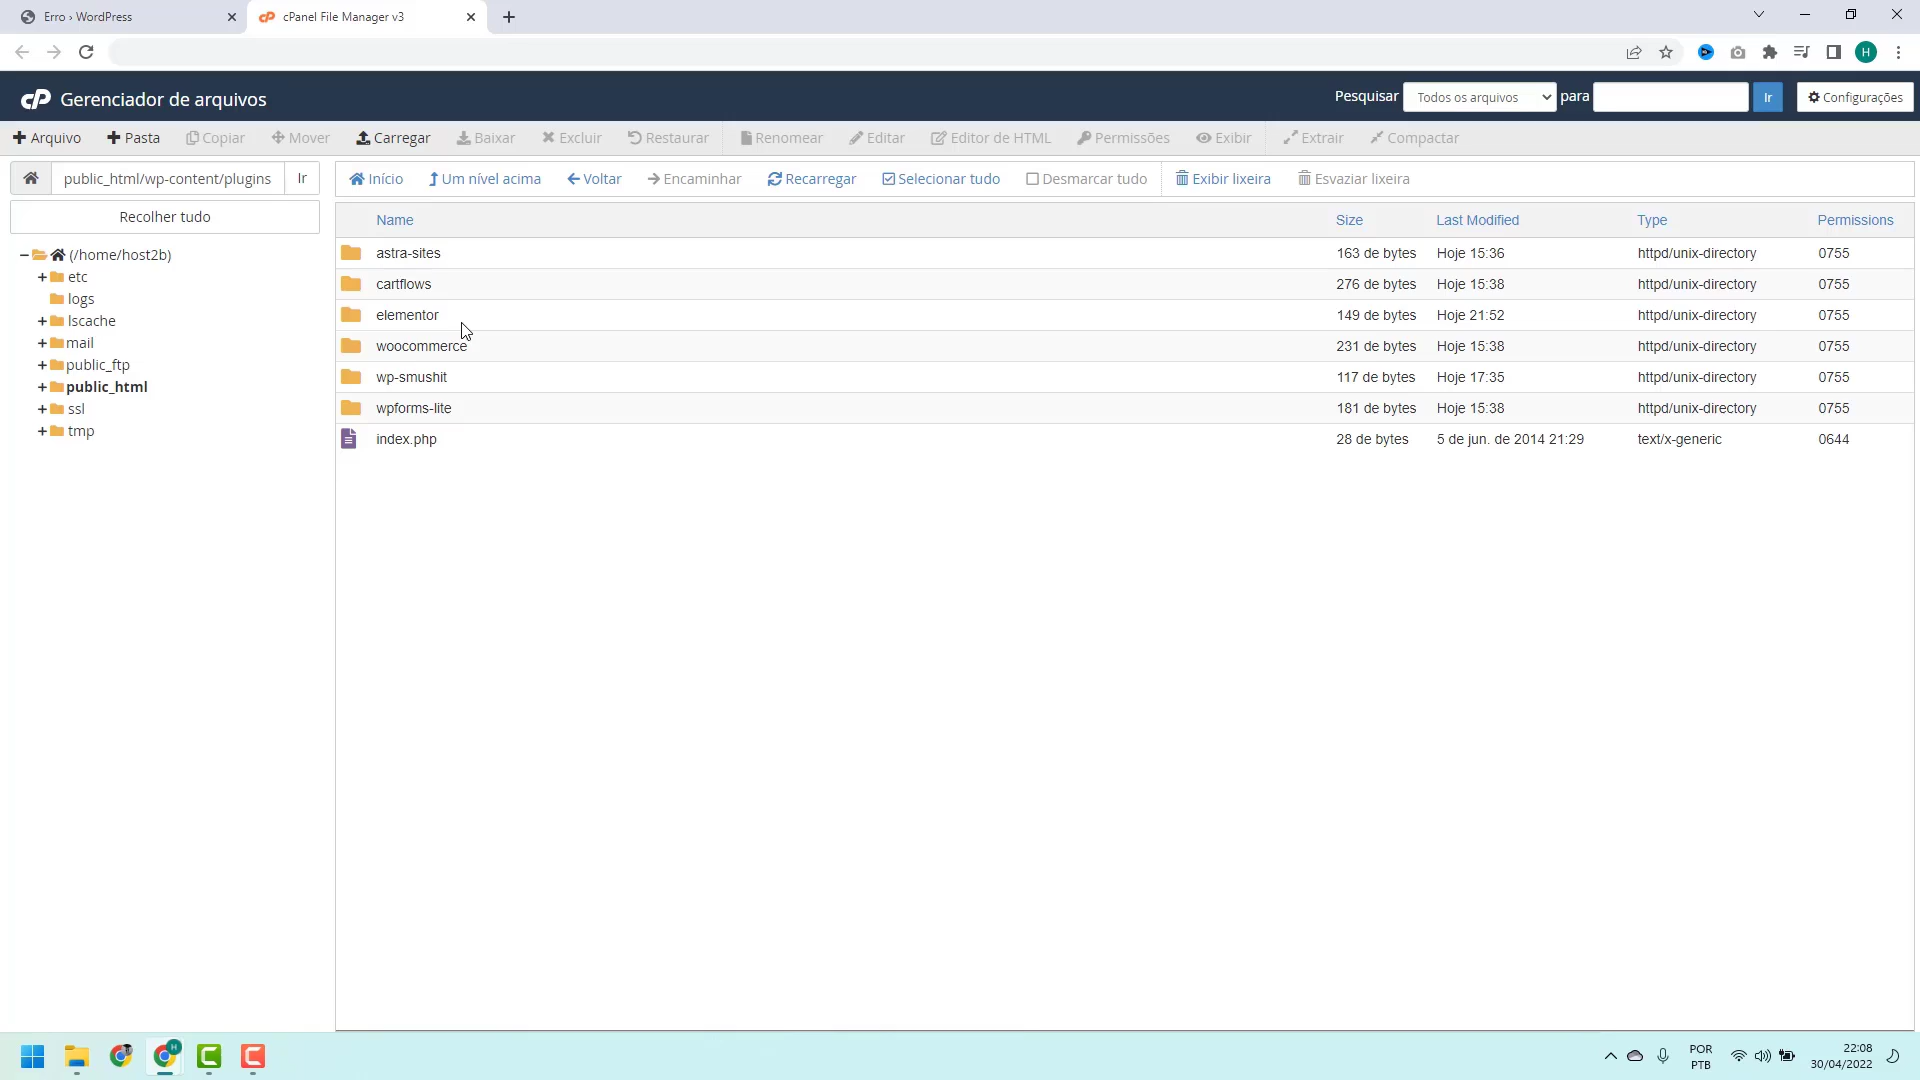 Erro › WordPress
cPanel File Manager v3
H
cP Gerenciador de arquivos
Pesquisar Todos os arquivos para Ir Configurações
Arquivo Pasta Copiar Mover Carregar Baixar Excluir Restaurar Renomear Editar Editor de HTML Permissões Exibir Extrair Compactar
public_html/wp-content/plugins Ir
Início Um nível acima Voltar Encaminhar Recarregar Selecionar tudo Desmarcar tudo Exibir lixeira Esvaziar lixeira
Recolher tudo
(/home/host2b)
etc
logs
lscache
mail
public_ftp
public_html
ssl
tmp
Name Size Last Modified Type Permissions
astra-sites 163 de bytes Hoje 15:36 httpd/unix-directory 0755
cartflows 276 de bytes Hoje 15:38 httpd/unix-directory 0755
elementor 149 de bytes Hoje 21:52 httpd/unix-directory 0755
woocommerce 231 de bytes Hoje 15:38 httpd/unix-directory 0755
wp-smushit 117 de bytes Hoje 17:35 httpd/unix-directory 0755
wpforms-lite 181 de bytes Hoje 15:38 httpd/unix-directory 0755
index.php 28 de bytes 5 de jun. de 2014 21:29 text/x-generic 0644
H
POR
PTB
22:08
30/04/2022